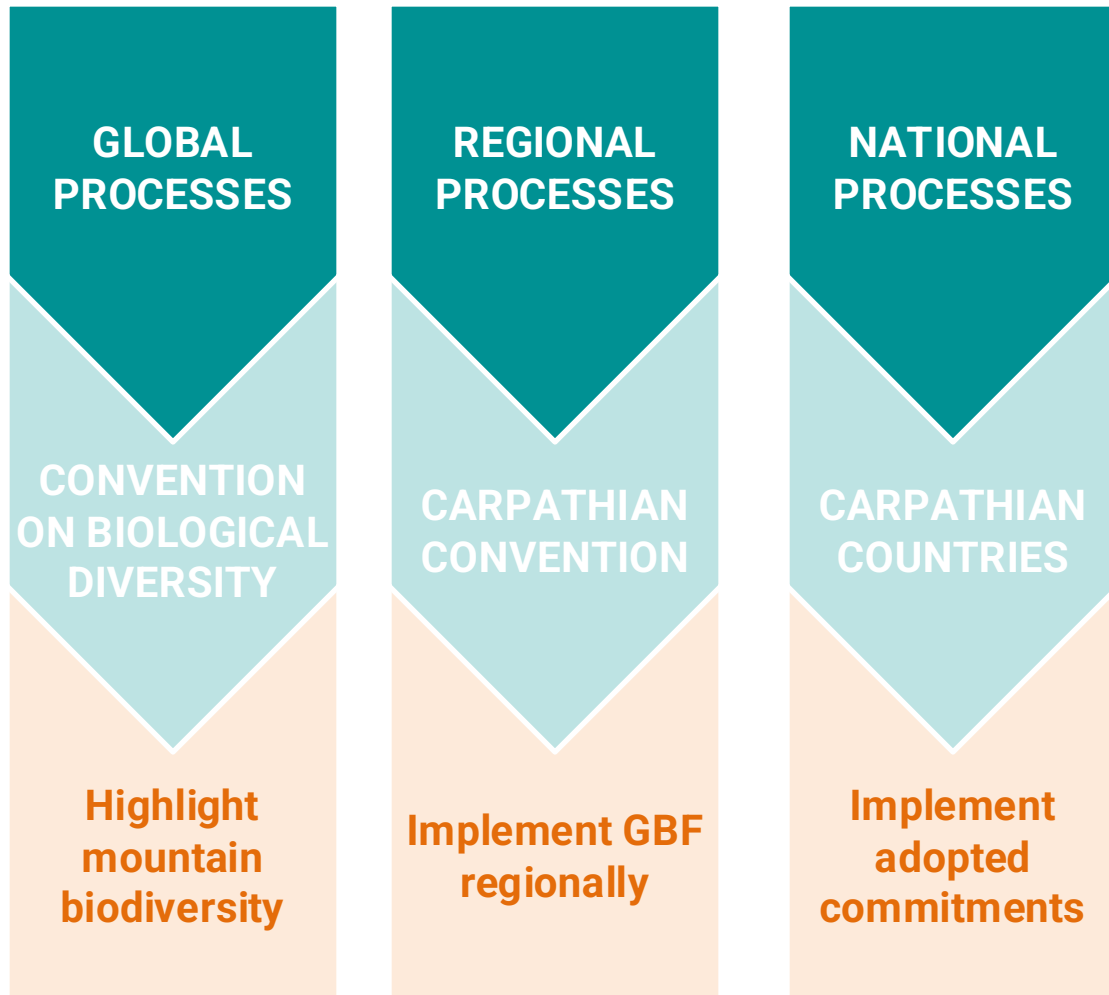 GLOBAL
PROCESSES
CONVENTION
ON BIOLOGICAL
DIVERSITY
Highlight
mountain
biodiversity
REGIONAL
PROCESSES
CARPATHIAN
CONVENTION
Implement GBF
regionally
NATIONAL
PROCESSES
CARPATHIAN
COUNTRIES
Implement
adopted
commitments